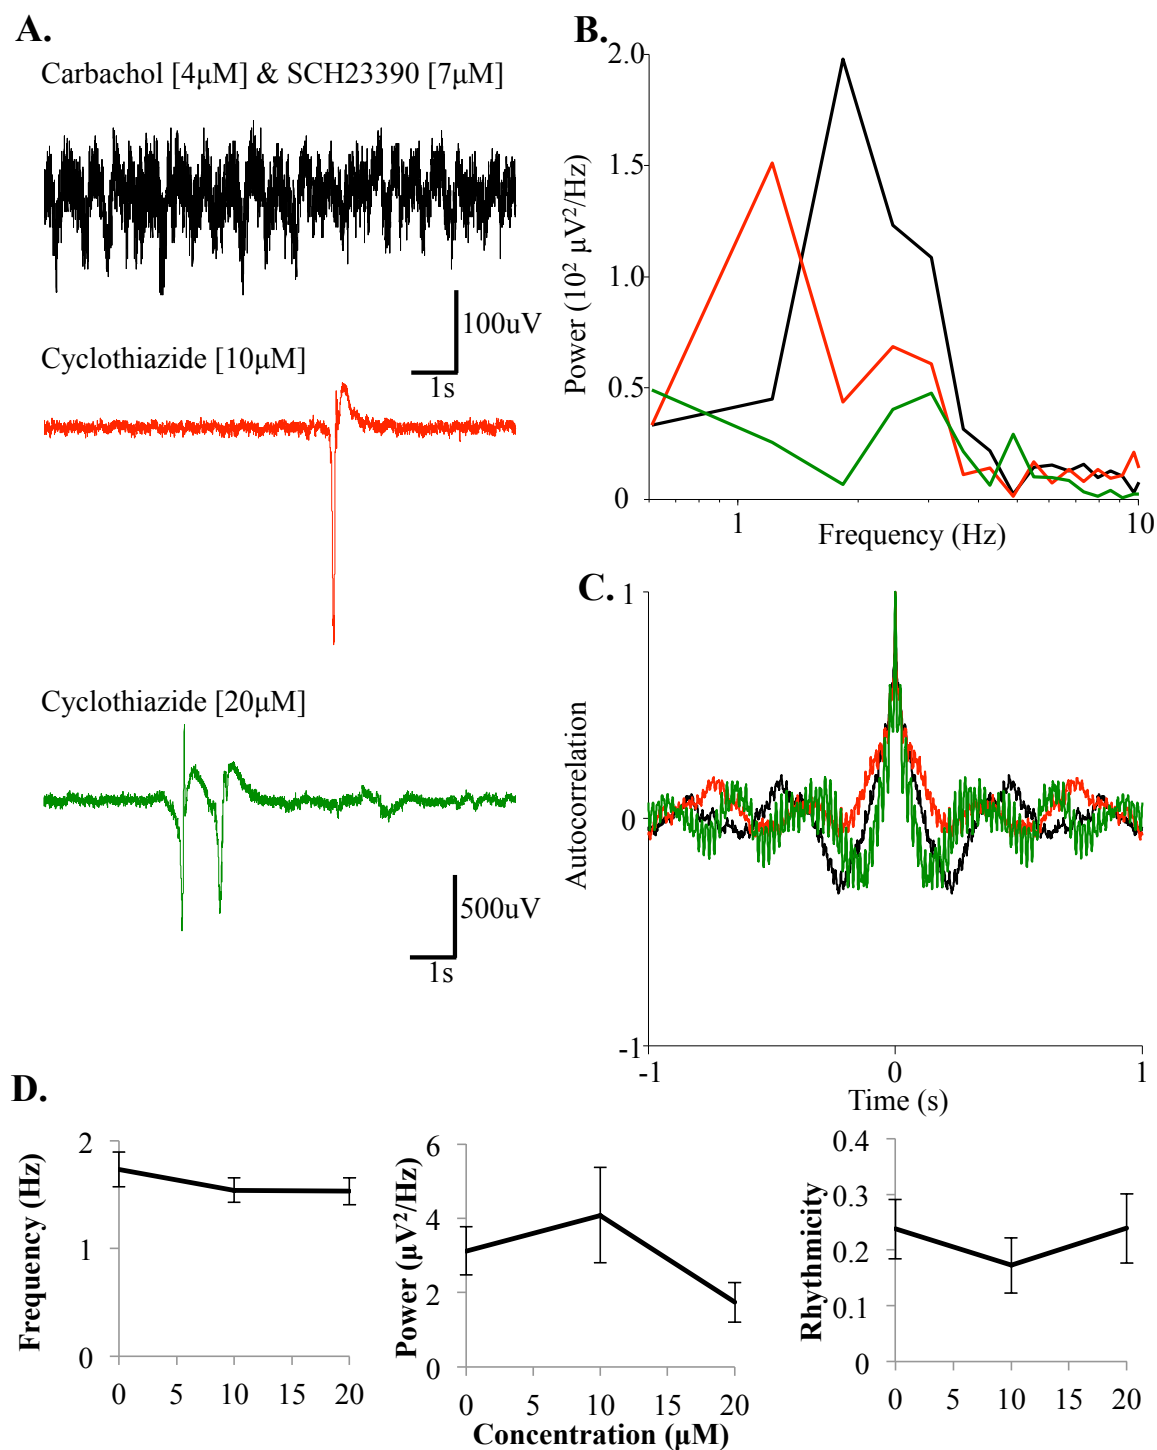 A.
Carbachol [4μM] & SCH23390 [7μM]
100uV
1s
Cyclothiazide [10μM]
Cyclothiazide [20μM]
500uV
1s
B.
Power (10² μV²/Hz)
2.0
1.5
1.0
0.5
0
1
10
Frequency (Hz)
C.
Autocorrelation
1
0
-1
-1
0
1
Time (s)
D.
Frequency (Hz)
2
1
0
0 5 10 15 20
Power (μV²/Hz)
6
4
2
0
0 5 10 15 20
Concentration (μM)
Rhythmicity
0.4
0.3
0.2
0.1
0
0 5 10 15 20